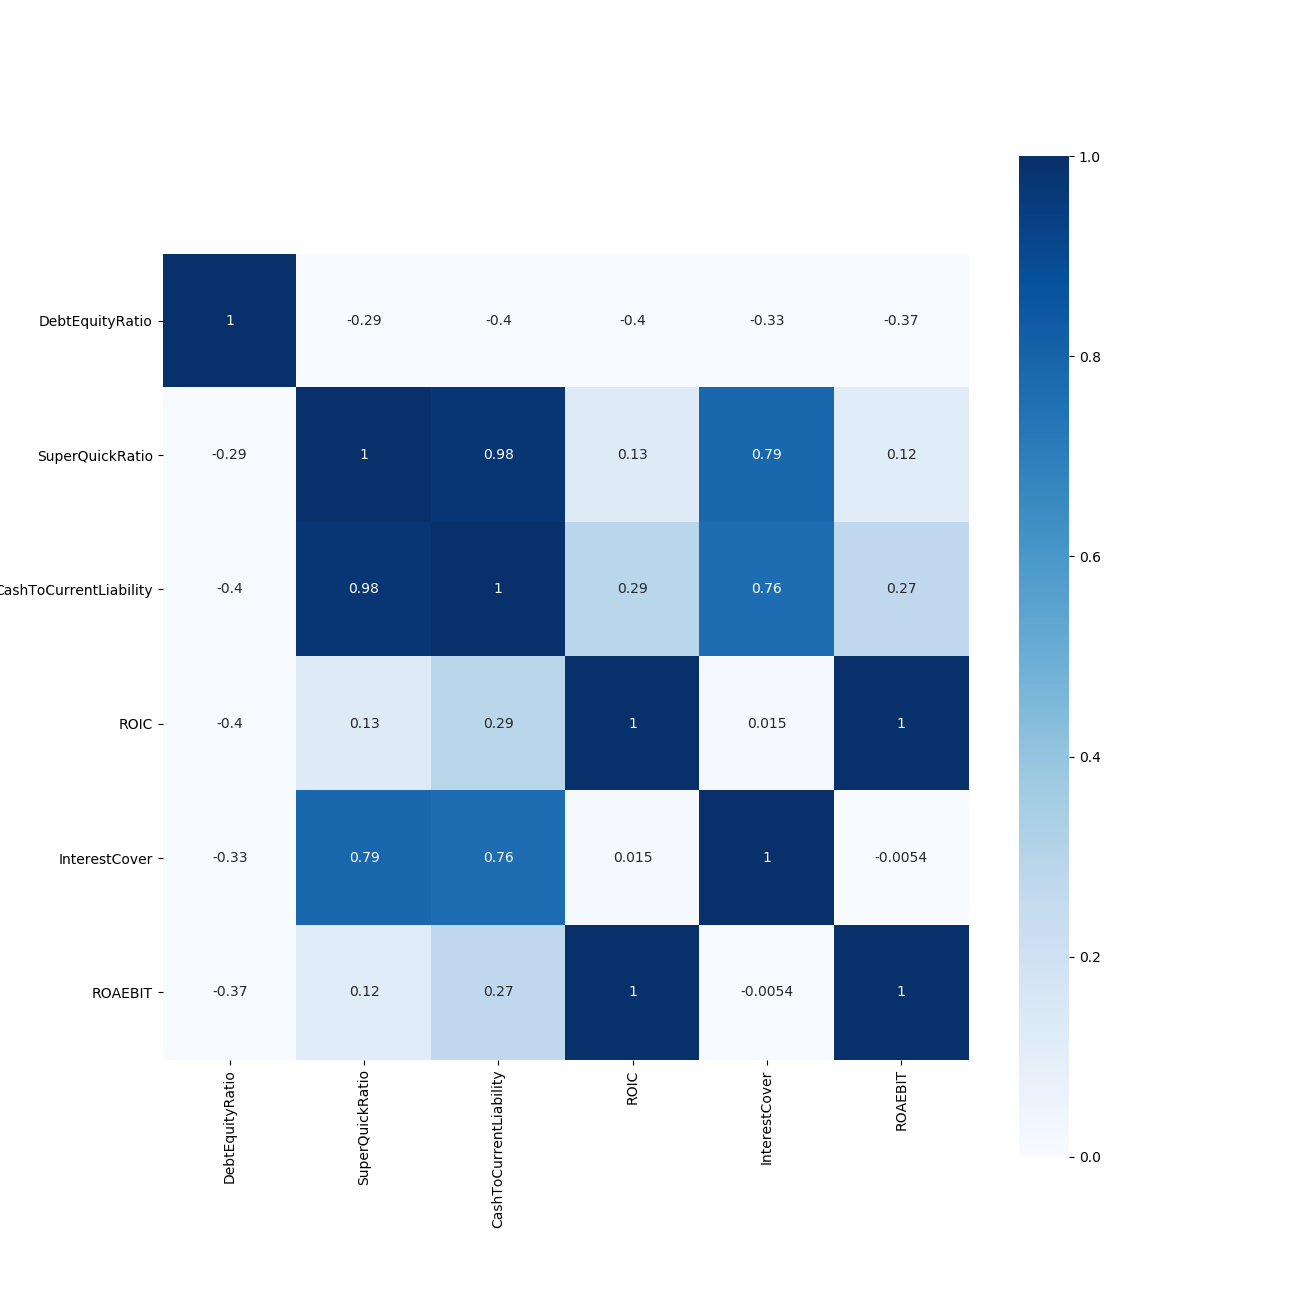 1.0
DebtEquityRatio 1 -0.29 -0.4 -0.4 -0.33 -0.37
0.8
SuperQuickRatio -0.29 1 0.98 0.13 0.79 0.12
0.6
CashToCurrentLiability -0.4 0.98 1 0.29 0.76 0.27
ROIC -0.4 0.13 0.29 1 0.015 1
0.4
InterestCover -0.33 0.79 0.76 0.015 1 -0.0054
0.2
ROAEBIT -0.37 0.12 0.27 1 -0.0054 1
0.0
DebtEquityRatio
SuperQuickRatio
CashToCurrentLiability
ROIC
InterestCover
ROAEBIT